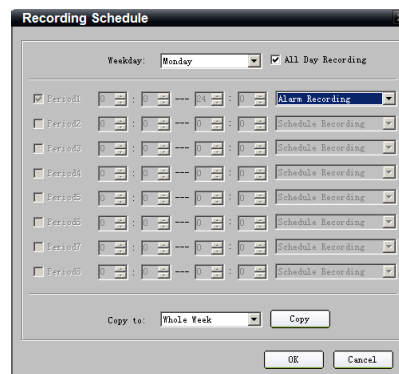 Recording Schedule
Weekday: Monday All Day Recording
Period1 0 : 0 --- 24 : 0 Alarm Recording
Period2 0 : 0 --- 0 : 0 Schedule Recording
Period3 0 : 0 --- 0 : 0 Schedule Recording
Period4 0 : 0 --- 0 : 0 Schedule Recording
Period5 0 : 0 --- 0 : 0 Schedule Recording
Period5 0 : 0 --- 0 : 0 Schedule Recording
Period7 0 : 0 --- 0 : 0 Schedule Recording
Period8 0 : 0 --- 0 : 0 Schedule Recording
Copy to: Whole Week Copy
OK Cancel